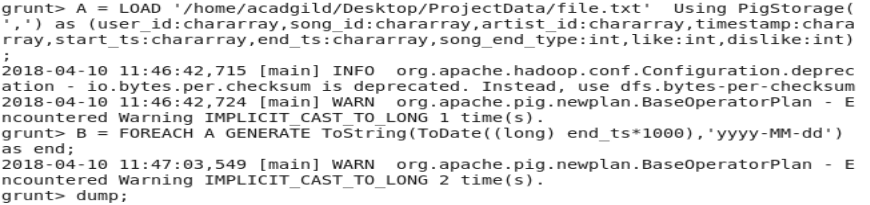 grunt> A = LOAD '/home/acadgild/Desktop/ProjectData/file.txt'  Using PigStorage(
',') as (user_id:chararray,song_id:chararray,artist_id:chararray,timestamp:chara
rray,start_ts:chararray,end_ts:chararray,song_end_type:int,like:int,dislike:int)
;
2018-04-10 11:46:42,715 [main] INFO  org.apache.hadoop.conf.Configuration.deprec
ation - io.bytes.per.checksum is deprecated. Instead, use dfs.bytes-per-checksum
2018-04-10 11:46:42,724 [main] WARN  org.apache.pig.newplan.BaseOperatorPlan - E
ncountered Warning IMPLICIT_CAST_TO_LONG 1 time(s).
grunt> B = FOREACH A GENERATE ToString(ToDate((long) end_ts*1000),'yyyy-MM-dd')
as end;
2018-04-10 11:47:03,549 [main] WARN  org.apache.pig.newplan.BaseOperatorPlan - E
ncountered Warning IMPLICIT_CAST_TO_LONG 2 time(s).
grunt> dump;